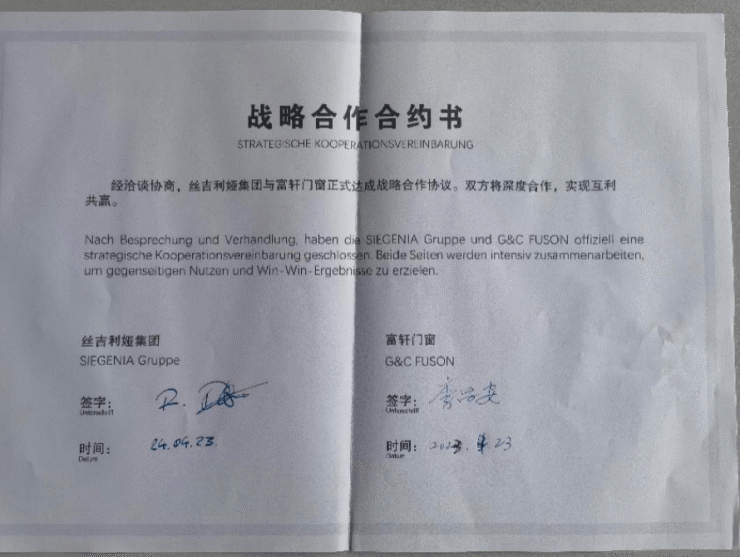 战略合作合约书
STRATEGISCHE KOOPERATIONSVEREINBARUNG
经洽谈协商，丝吉利娅集团与富轩门窗正式达成战略合作协议。双方将深度合作，实现互利
共赢。
Nach Besprechung und Verhandlung, haben die SIEGENIA Gruppe und G&C FUSON offiziell eine
strategische Kooperationsvereinbarung geschlossen. Beide Seiten werden intensiv zusammenarbeiten,
um gegenseitigen Nutzen und Win-Win-Ergebnisse zu erzielen.
丝吉利娅集团
SIEGENIA Gruppe
签字：
Unterschrift
R.
时间：
Datum
24.04.23
富轩门窗
G&C FUSON
签字：
Unterschrift
时间：
Datum
23